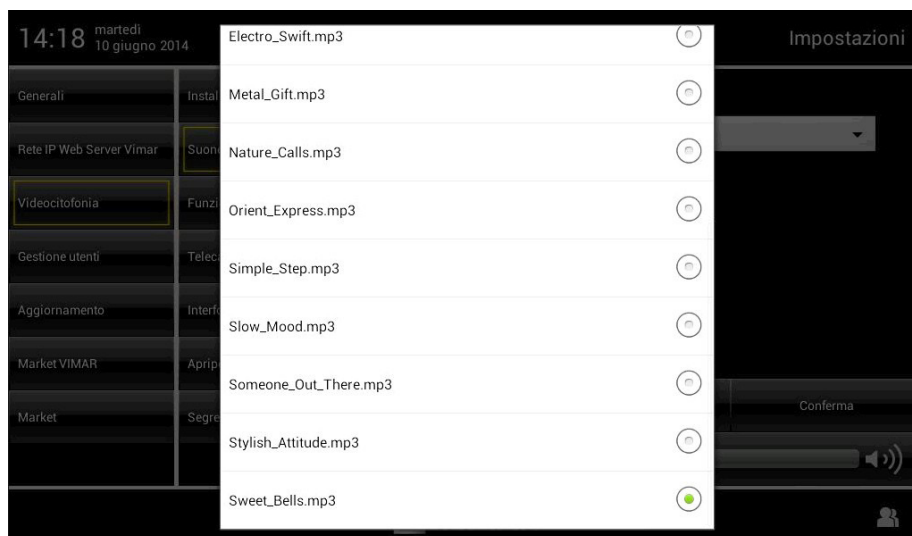 14:18 martedì
10 giugno 2014
Impostazioni
Electro_Swift.mp3
Metal_Gift.mp3
Nature_Calls.mp3
Orient_Express.mp3
Simple_Step.mp3
Slow_Mood.mp3
Someone_Out_There.mp3
Stylish_Attitude.mp3
Sweet_Bells.mp3
Generali
Rete IP Web Server Vimar
Videocitofonia
Gestione utenti
Aggiornamento
Market VIMAR
Market
Instal
Suon
Funzi
Telec
Interf
Aprip
Segre
Conferma